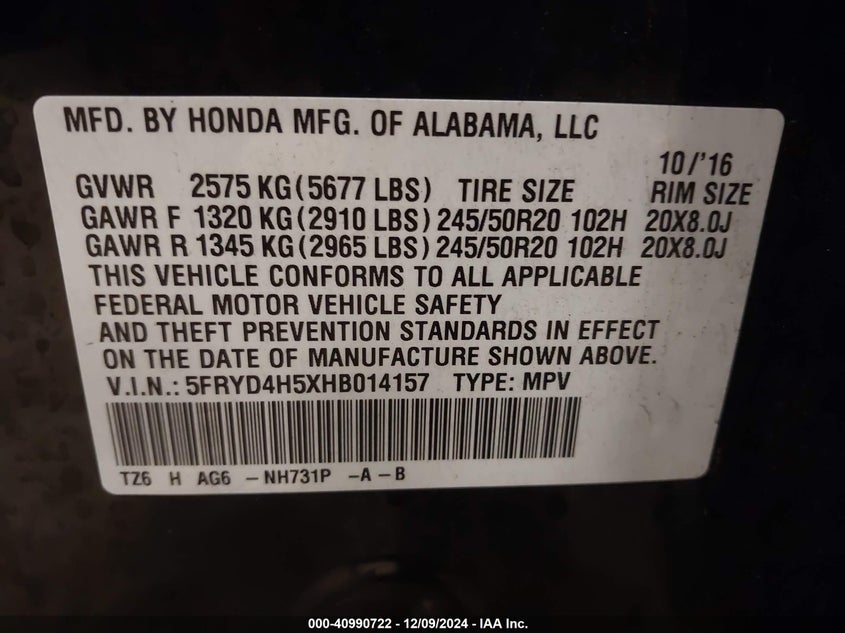 MFD. BY HONDA MFG. OF ALABAMA, LLC
10/'16
GVWR 2575 KG (5677 LBS) TIRE SIZE RIM SIZE
GAWR F 1320 KG (2910 LBS) 245/50R20 102H 20X8.0J
GAWR R 1345 KG (2965 LBS) 245/50R20 102H 20X8.0J
THIS VEHICLE CONFORMS TO ALL APPLICABLE
FEDERAL MOTOR VEHICLE SAFETY
AND THEFT PREVENTION STANDARDS IN EFFECT
ON THE DATE OF MANUFACTURE SHOWN ABOVE.
V.I.N.: 5FRYD4H5XHB014157 TYPE: MPV
TZ6 H AG6 -NH731P -A -B
000-40990722 - 12/09/2024 - IAA Inc.